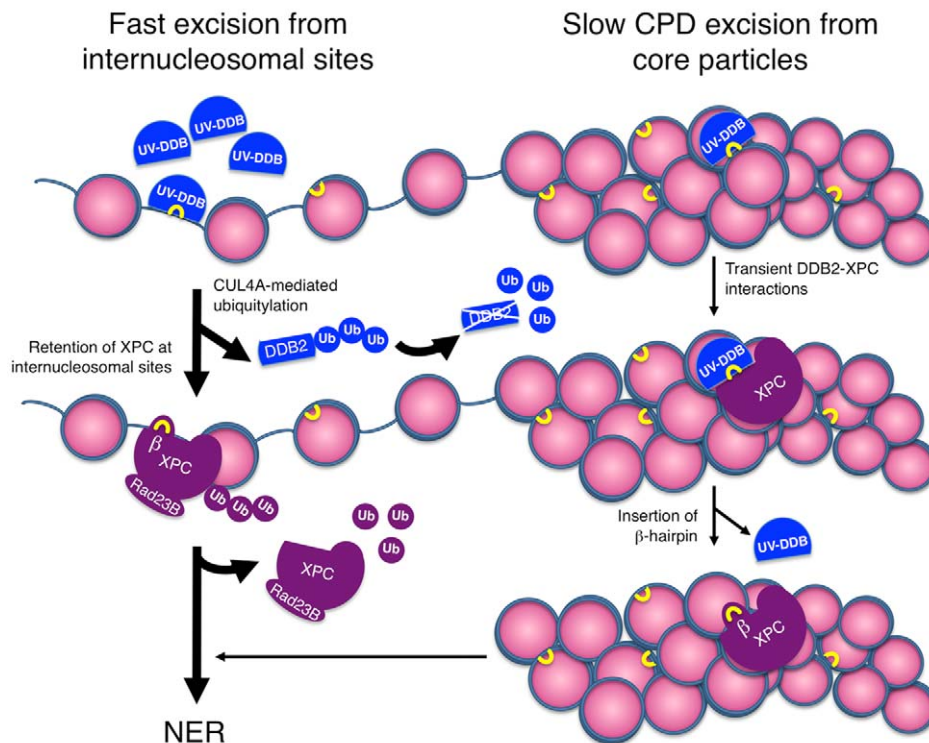 Fast excision from
internucleosomal sites
Slow CPD excision from
core particles
UV-DDB
UV-DDB
UV-DDB
UV-DDB
UV-DDB
CUL4A-mediated
ubiquitylation
Transient DDB2-XPC
interactions
Retention of XPC at
internucleosomal sites
DDB2
Ub
Ub
Ub
DDB2
Ub
Ub
Ub
UV-DDB
XPC
β
XPC
Rad23B
Ub
Ub
Ub
Insertion of
β-hairpin
UV-DDB
XPC
Rad23B
Ub
Ub
Ub
β
XPC
NER